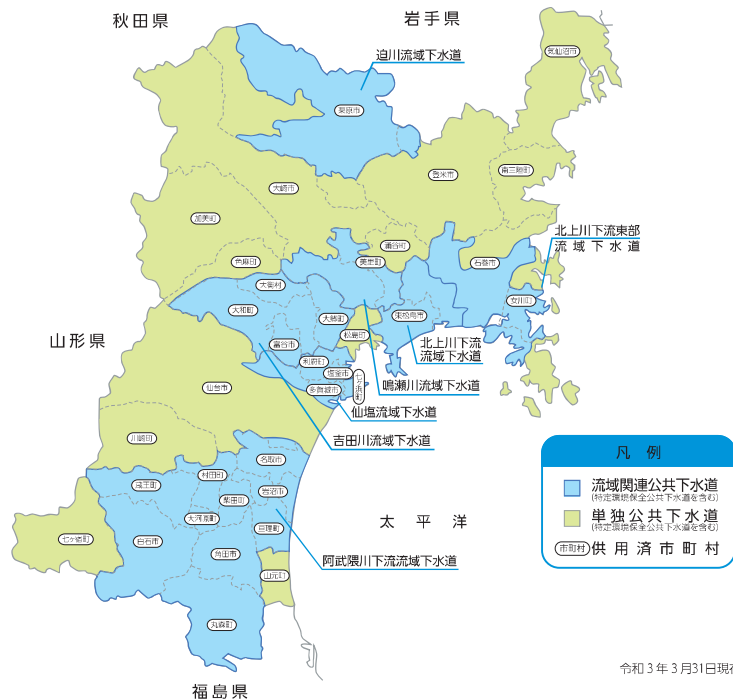 秋田県
岩手県
迫川流域下水道
気仙沼市
栗原市
登米市
南三陸町
大崎市
加美町
涌谷町
色麻町
美里町
石巻市
北上川下流東部
流域下水道
大衡村
女川町
大和町
大郷町
東松島市
山形県
松島町
富谷市
北上川下流
流域下水道
利府町
塩釜市
七ヶ浜町
多賀城市
鳴瀬川流域下水道
仙台市
仙塩流域下水道
吉田川流域下水道
川崎町
名取市
村田町
蔵王町
岩沼市
柴田町
大河原町
亘理町
太平洋
七ヶ宿町
白石市
角田市
阿武隈川下流流域下水道
山元町
丸森町
福島県
凡例
流域関連公共下水道
(特定環境保全公共下水道を含む)
単独公共下水道
(特定環境保全公共下水道を含む)
市町村 供用済市町村
令和3年3月31日現在